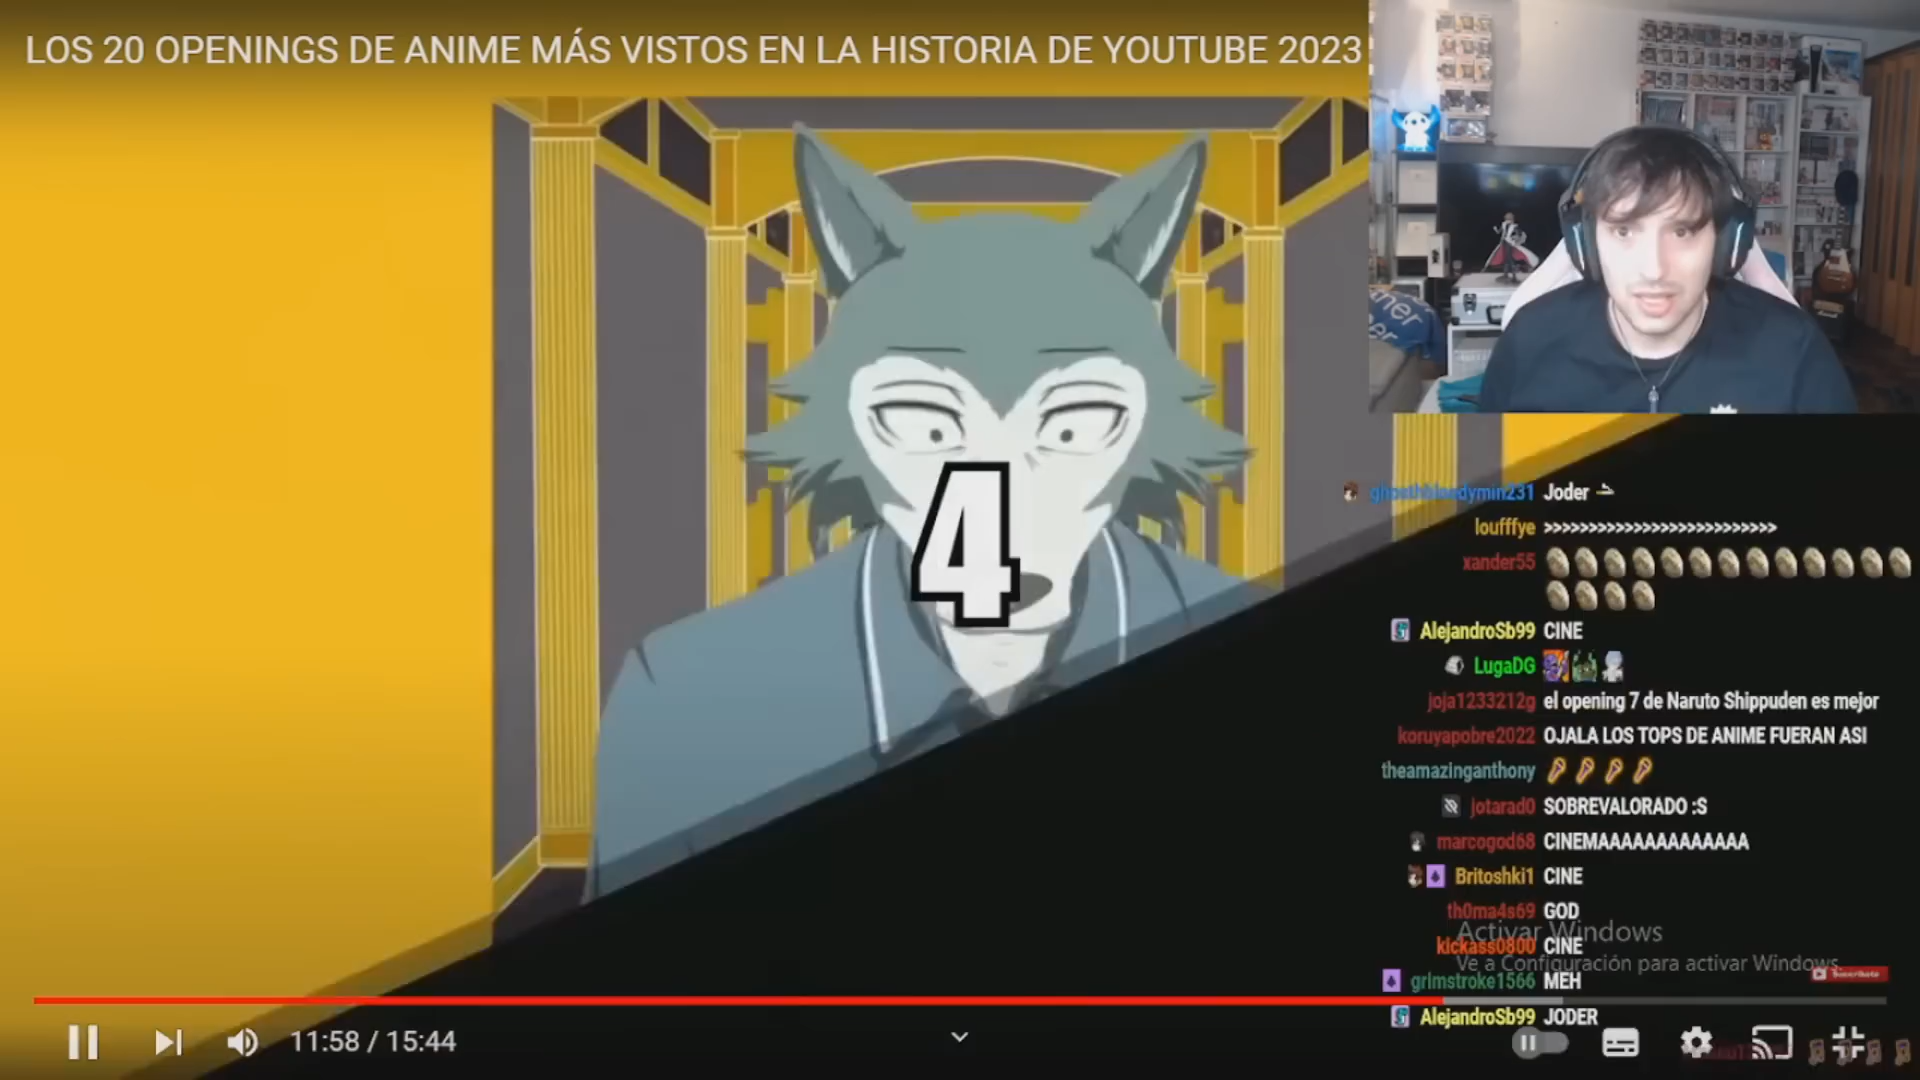 LOS 20 OPENINGS DE ANIME MÁS VISTOS EN LA HISTORIA DE YOUTUBE 2023
4
ghosthbloodymin231 Joder
loufffye >>>>>>>>>>>>>>>>>>>>>>>>>>
xander55
AlejandroSb99 CINE
LugaDG
joja1233212g el opening 7 de Naruto Shippuden es mejor
koruyapobre2022 OJALA LOS TOPS DE ANIME FUERAN ASI
theamazinganthony
jotarad0 SOBREVALORADO :S
marcogod68 CINEMAAAAAAAAAAAAA
Britoshki1 CINE
th0ma4s69 GOD
Activar Windows
kickass0800 CINE
Ve a Configuración para activar Windows.
grimstroke1566 MEH
AlejandroSb99 JODER
11:58 / 15:44